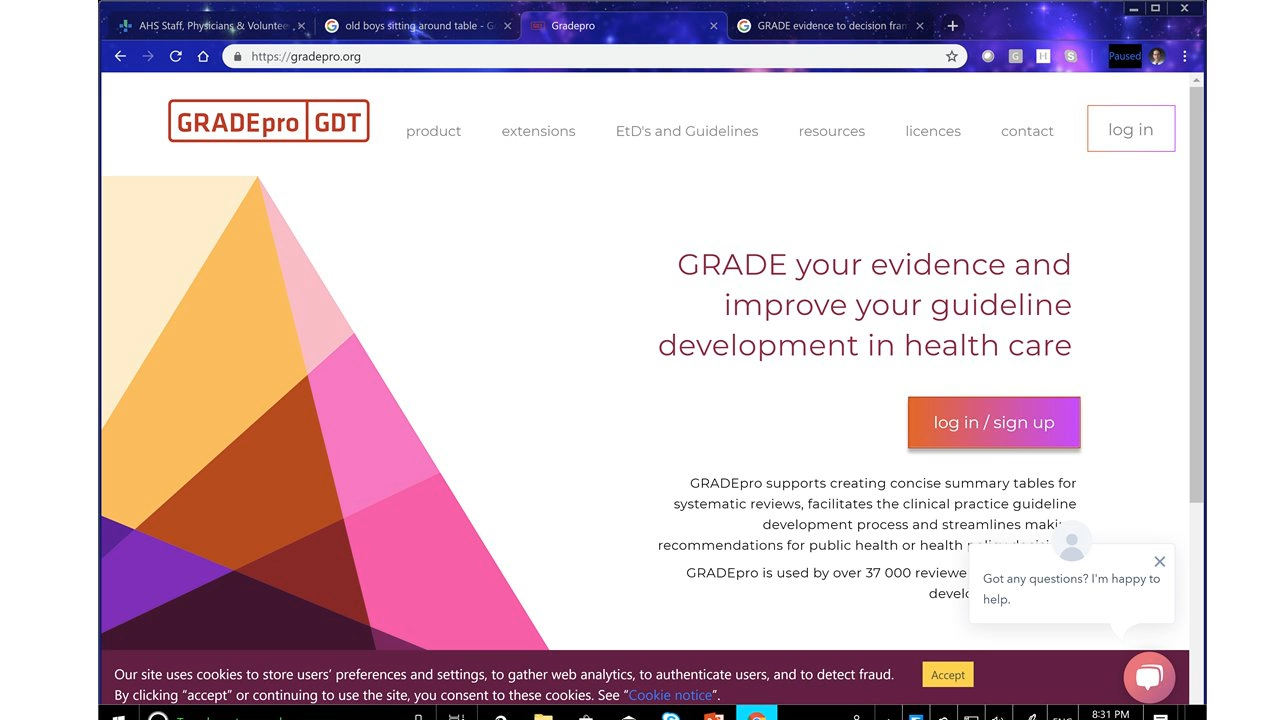 AHS Staff, Physicians & Voluntee
old boys sitting around table - G
Gradepro
GRADE evidence to decision fram
https://gradepro.org
G
H
S
Paused
GRADEpro GDT
product
extensions
EtD's and Guidelines
resources
licences
contact
log in
GRADE your evidence and
improve your guideline
development in health care
log in / sign up
GRADEpro supports creating concise summary tables for
systematic reviews, facilitates the clinical practice guideline
development process and streamlines
recommendations for public health or health
GRADEpro is used by over 37 000
Got any questions? I'm happy to
help.
Our site uses cookies to store users' preferences and settings, to gather web analytics, to authenticate users, and to detect fraud.
By clicking "accept" or continuing to use the site, you consent to these cookies. See "Cookie notice".
Accept
8:31 PM